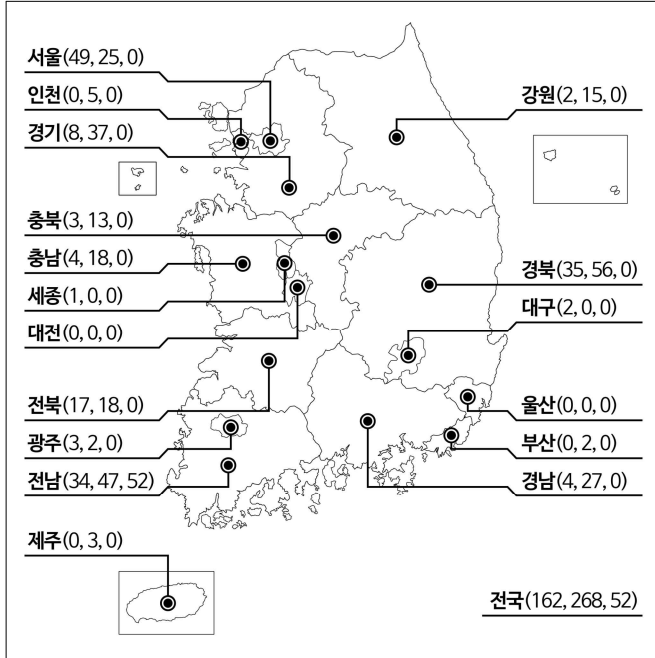 서울(49, 25, 0)
인천(0, 5, 0)
경기(8, 37, 0)
강원(2, 15, 0)
충북(3, 13, 0)
충남(4, 18, 0)
세종(1, 0, 0)
대전(0, 0, 0)
경북(35, 56, 0)
대구(2, 0, 0)
전북(17, 18, 0)
광주(3, 2, 0)
전남(34, 47, 52)
울산(0, 0, 0)
부산(0, 2, 0)
경남(4, 27, 0)
제주(0, 3, 0)
전국(162, 268, 52)